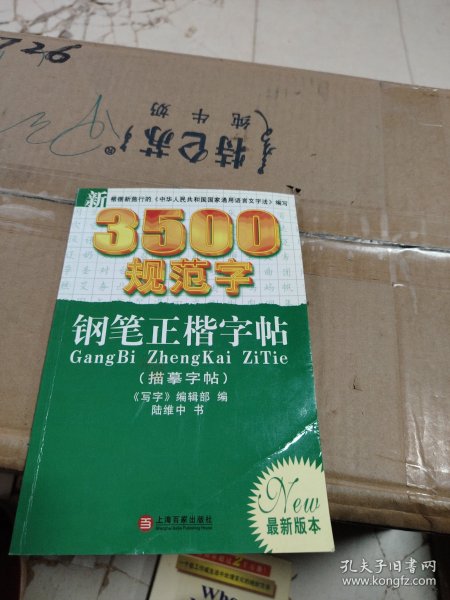 特仑苏®
纯牛奶
新
根据新施行的《中华人民共和国国家通用语言文字法》编写
3500
规范字
钢笔正楷字帖
GangBi ZhengKai ZiTie
(描摹字帖)
《写字》编辑部 编
陆维中 书
New
最新版本
上海百家出版社
Shanghai Baijia Publishing House
孔夫子旧书网
kongfz.com